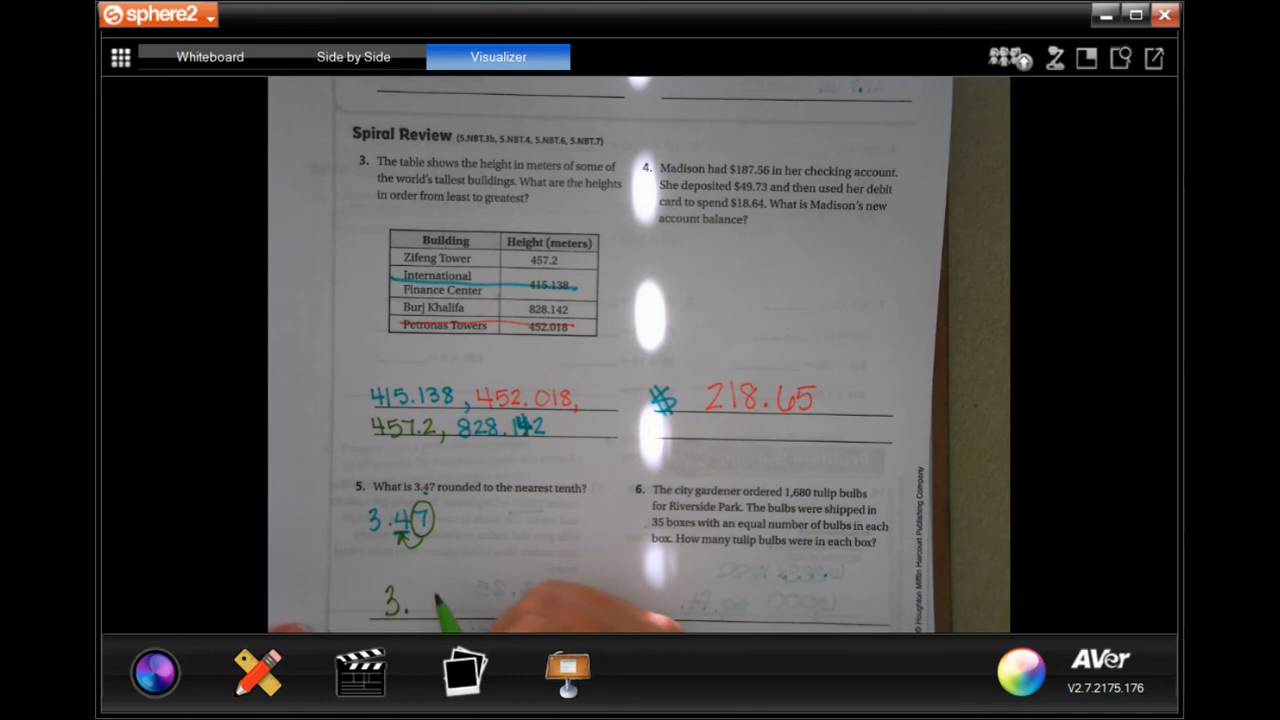 sphere2
Whiteboard Side by Side Visualizer
Spiral Review (5.NBT.3b, 5.NBT.4, 5.NBT.6, 5.NBT.7)
3. The table shows the height in meters of some of
the world's tallest buildings. What are the heights
in order from least to greatest?
Building Height (meters)
Zifeng Tower 457.2
International
Finance Center 415.138
Burj Khalifa 828.142
Petronas Towers 452.018
415.138, 452.018,
457.2, 828.142
4. Madison had $187.56 in her checking account.
She deposited $49.73 and then used her debit
card to spend $18.64. What is Madison's new
account balance?
$ 218.65
5. What is 3.47 rounded to the nearest tenth?
3.47
3.
6. The city gardener ordered 1,680 tulip bulbs
for Riverside Park. The bulbs were shipped in
35 boxes with an equal number of bulbs in each
box. How many tulip bulbs were in each box?
© Houghton Mifflin Harcourt Publishing Company
AVer
V2.7.2175.176